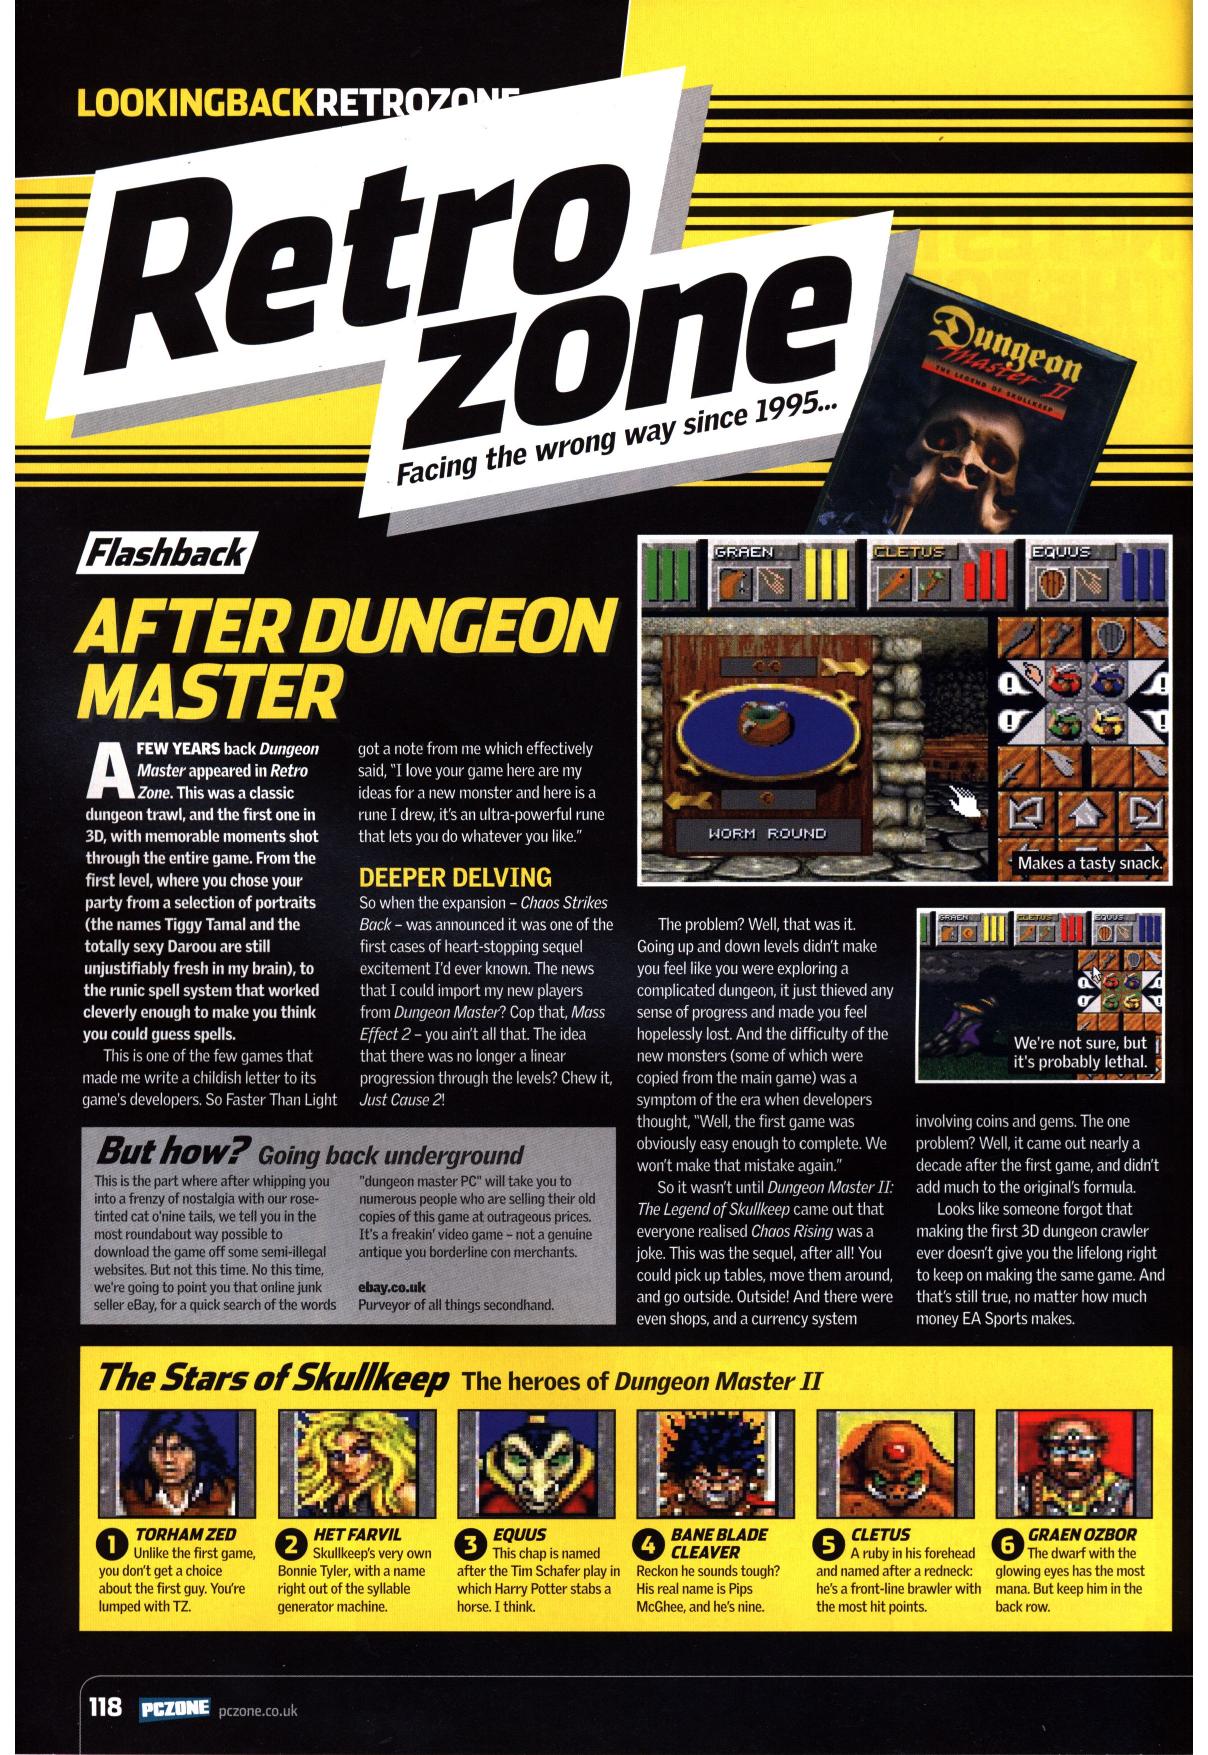 LOOKINGBACKRETROZONE
Retro
zone
Facing the wrong way since 1995...
Dungeon
Master II
THE LEGEND OF SKULLKEEP
Flashback
AFTER DUNGEON
MASTER
A FEW YEARS back Dungeon
Master appeared in Retro
Zone. This was a classic
dungeon trawl, and the first one in
3D, with memorable moments shot
through the entire game. From the
first level, where you chose your
party from a selection of portraits
(the names Tiggy Tamal and the
totally sexy Daroou are still
unjustifiably fresh in my brain), to
the runic spell system that worked
cleverly enough to make you think
you could guess spells.
This is one of the few games that
made me write a childish letter to its
game's developers. So Faster Than Light
got a note from me which effectively
said, "I love your game here are my
ideas for a new monster and here is a
rune I drew, it's an ultra-powerful rune
that lets you do whatever you like."
DEEPER DELVING
So when the expansion – Chaos Strikes
Back – was announced it was one of the
first cases of heart-stopping sequel
excitement I'd ever known. The news
that I could import my new players
from Dungeon Master? Cop that, Mass
Effect 2 – you ain't all that. The idea
that there was no longer a linear
progression through the levels? Chew it,
Just Cause 2!
GRAEN
CLETUS
EQUUS
WORM ROUND
Makes a tasty snack.
The problem? Well, that was it.
Going up and down levels didn't make
you feel like you were exploring a
complicated dungeon, it just thieved any
sense of progress and made you feel
hopelessly lost. And the difficulty of the
new monsters (some of which were
copied from the main game) was a
symptom of the era when developers
thought, "Well, the first game was
obviously easy enough to complete. We
won't make that mistake again."
So it wasn't until Dungeon Master II:
The Legend of Skullkeep came out that
everyone realised Chaos Rising was a
joke. This was the sequel, after all! You
could pick up tables, move them around,
and go outside. Outside! And there were
even shops, and a currency system
GRAEN
CLETUS
EQUUS
We're not sure, but
it's probably lethal.
involving coins and gems. The one
problem? Well, it came out nearly a
decade after the first game, and didn't
add much to the original's formula.
Looks like someone forgot that
making the first 3D dungeon crawler
ever doesn't give you the lifelong right
to keep on making the same game. And
that's still true, no matter how much
money EA Sports makes.
But how? Going back underground
This is the part where after whipping you
into a frenzy of nostalgia with our rose-
tinted cat o'nine tails, we tell you in the
most roundabout way possible to
download the game off some semi-illegal
websites. But not this time. No this time,
we're going to point you that online junk
seller eBay, for a quick search of the words
"dungeon master PC" will take you to
numerous people who are selling their old
copies of this game at outrageous prices.
It's a freakin' video game – not a genuine
antique you borderline con merchants.
ebay.co.uk
Purveyor of all things secondhand.
The Stars of Skullkeep The heroes of Dungeon Master II
1 TORHAM ZED
Unlike the first game,
you don't get a choice
about the first guy. You're
lumped with TZ.
2 HET FARVIL
Skullkeep's very own
Bonnie Tyler, with a name
right out of the syllable
generator machine.
3 EQUUS
This chap is named
after the Tim Schafer play in
which Harry Potter stabs a
horse. I think.
4 BANE BLADE
CLEAVER
Reckon he sounds tough?
His real name is Pips
McGhee, and he's nine.
5 CLETUS
A ruby in his forehead
and named after a redneck:
he's a front-line brawler with
the most hit points.
6 GRAEN OZBOR
The dwarf with the
glowing eyes has the most
mana. But keep him in the
back row.
118 PCZONE pczone.co.uk